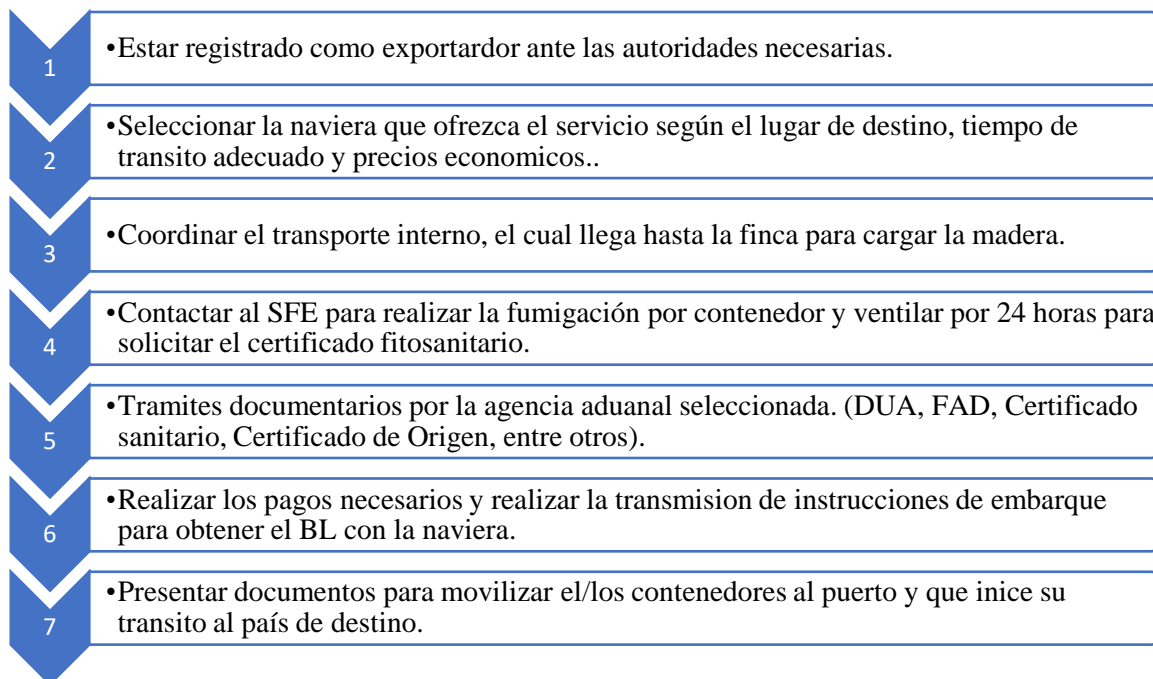 1
•Estar registrado como exportardor ante las autoridades necesarias.
2
•Seleccionar la naviera que ofrezca el servicio según el lugar de destino, tiempo de
transito adecuado y precios economicos..
3
•Coordinar el transporte interno, el cual llega hasta la finca para cargar la madera.
4
•Contactar al SFE para realizar la fumigación por contenedor y ventilar por 24 horas para
solicitar el certificado fitosanitario.
5
•Tramites documentarios por la agencia aduanal seleccionada. (DUA, FAD, Certificado
sanitario, Certificado de Origen, entre otros).
6
•Realizar los pagos necesarios y realizar la transmision de instrucciones de embarque
para obtener el BL con la naviera.
7
•Presentar documentos para movilizar el/los contenedores al puerto y que inice su
transito al país de destino.